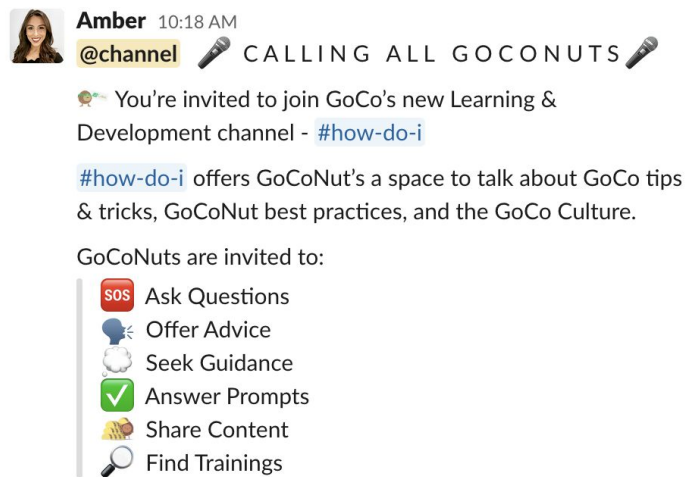 Amber 10:18 AM
@channel CALLING ALL GOCONUTS
You’re invited to join GoCo’s new Learning &
Development channel - #how-do-i
#how-do-i offers GoCoNut’s a space to talk about GoCo tips
& tricks, GoCoNut best practices, and the GoCo Culture.
GoCoNuts are invited to:
SOS Ask Questions
Offer Advice
Seek Guidance
Answer Prompts
Share Content
Find Trainings